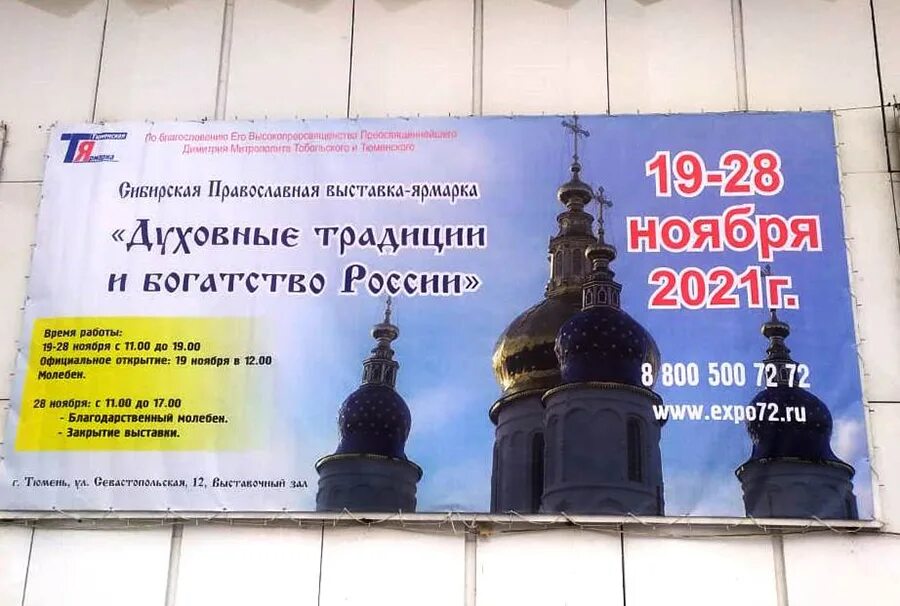 Тюменская
Ярмарка
По благословению Его Высокопреосвященства Преосвященнейшего
Димитрия Митрополита Тобольского и Тюменского
Сибирская Православная выставка-ярмарка
«Духовные традиции
и богатство России»
19-28
ноября
2021г.
Время работы:
19-28 ноября с 11.00 до 19.00
Официальное открытие: 19 ноября в 12.00
Молебен.
28 ноября: с 11.00 до 17.00
- Благодарственный молебен.
- Закрытие выставки.
8 800 500 72 72
www.expo72.ru
г. Тюмень, ул. Севастопольская, 12, Выставочный зал